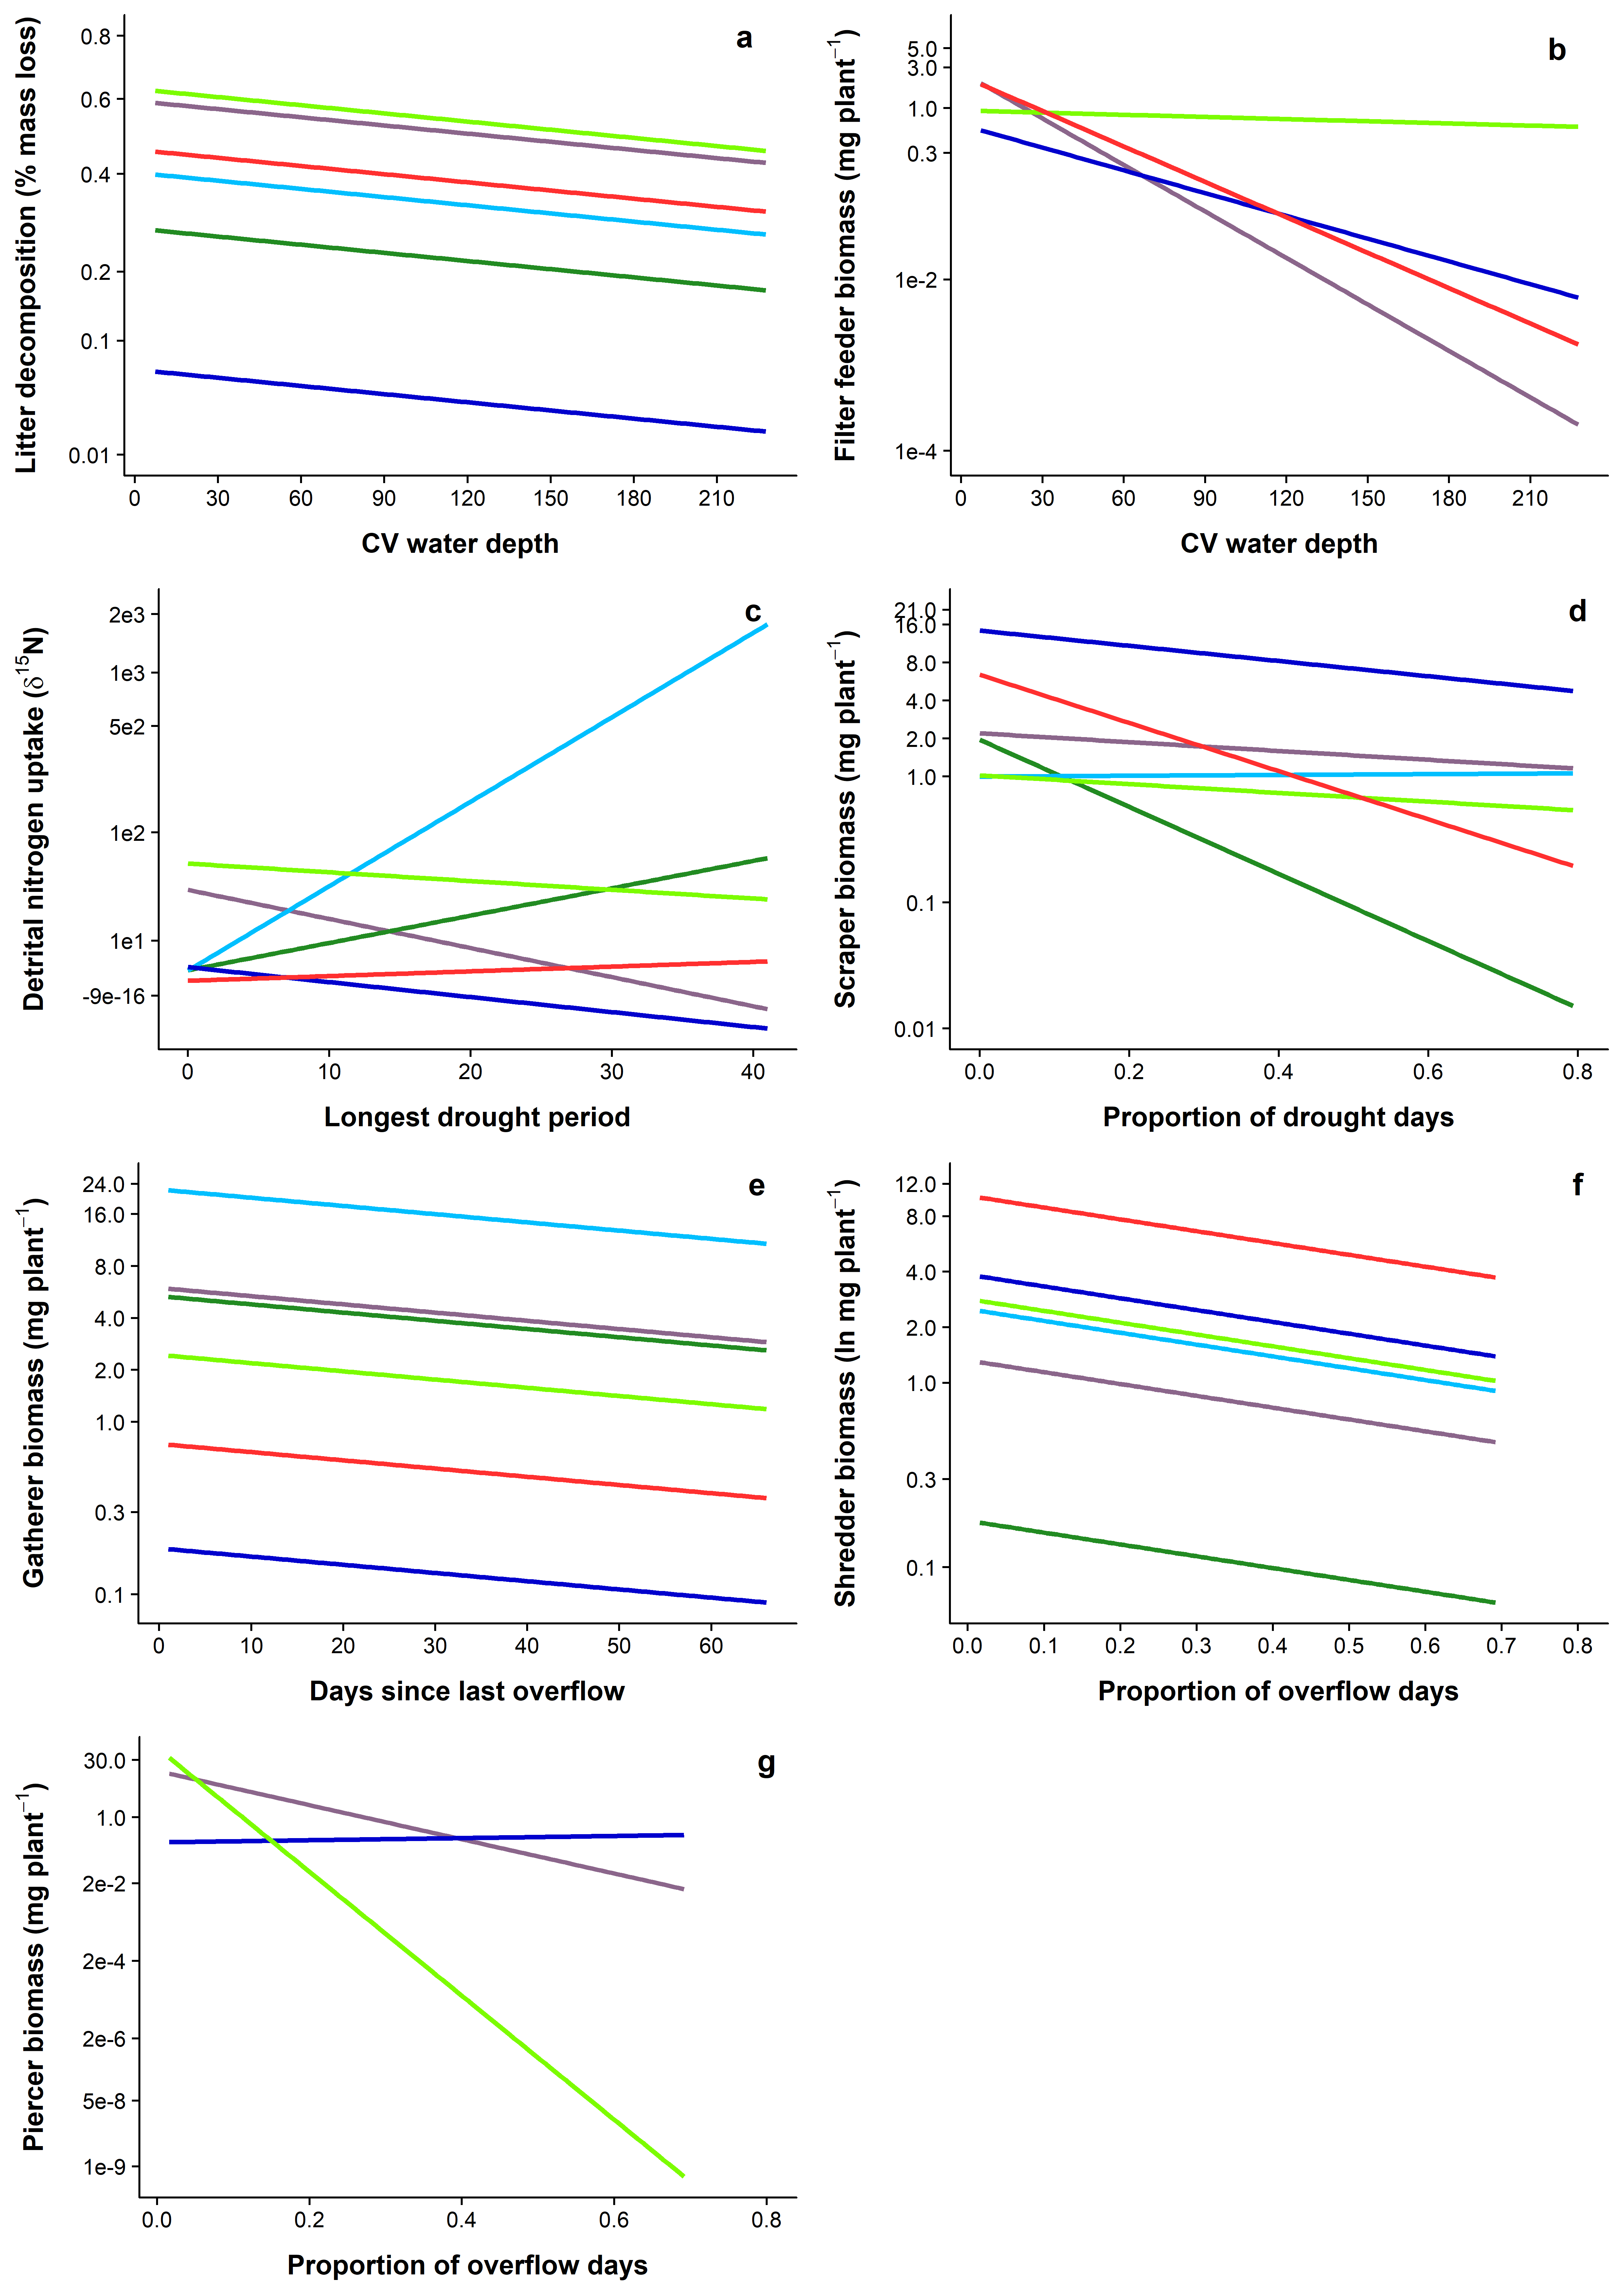 a
Litter decomposition (% mass loss)
0.8
0.6
0.4
0.2
0.1
0.01
0 30 60 90 120 150 180 210
CV water depth
b
Filter feeder biomass (mg plant⁻¹)
5.0
3.0
1.0
0.3
1e-2
1e-4
0 30 60 90 120 150 180 210
CV water depth
c
Detrital nitrogen uptake (δ¹⁵N)
2e3
1e3
5e2
1e2
1e1
-9e-16
0 10 20 30 40
Longest drought period
d
Scraper biomass (mg plant⁻¹)
21.0
16.0
8.0
4.0
2.0
1.0
0.1
0.01
0.0 0.2 0.4 0.6 0.8
Proportion of drought days
e
Gatherer biomass (mg plant⁻¹)
24.0
16.0
8.0
4.0
2.0
1.0
0.3
0.1
0 10 20 30 40 50 60
Days since last overflow
f
Shredder biomass (ln mg plant⁻¹)
12.0
8.0
4.0
2.0
1.0
0.3
0.1
0.0 0.1 0.2 0.3 0.4 0.5 0.6 0.7 0.8
Proportion of overflow days
g
Piercer biomass (mg plant⁻¹)
30.0
1.0
2e-2
2e-4
2e-6
5e-8
1e-9
0.0 0.2 0.4 0.6 0.8
Proportion of overflow days